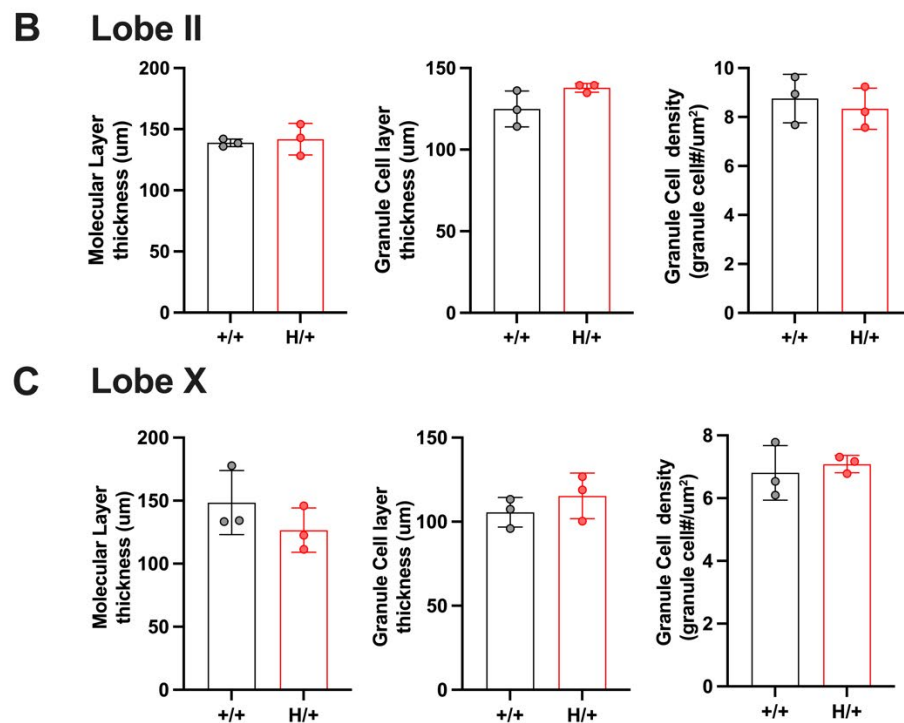 B Lobe II
Molecular Layer
thickness (um)
200
150
100
50
0
+/+ H/+
Granule Cell layer
thickness (um)
150
100
50
0
+/+ H/+
Granule Cell density
(granule cell#/um²)
10
8
6
4
2
0
+/+ H/+
C Lobe X
Molecular Layer
thickness (um)
200
150
100
50
0
+/+ H/+
Granule Cell layer
thickness (um)
150
100
50
0
+/+ H/+
Granule Cell density
(granule cell#/um²)
8
6
4
2
0
+/+ H/+